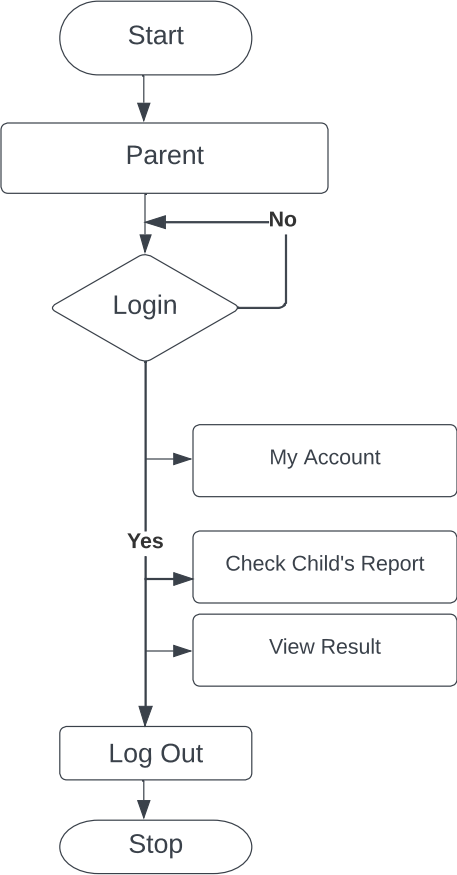 Start
Parent
No
Login
My Account
Yes
Check Child's Report
View Result
Log Out
Stop